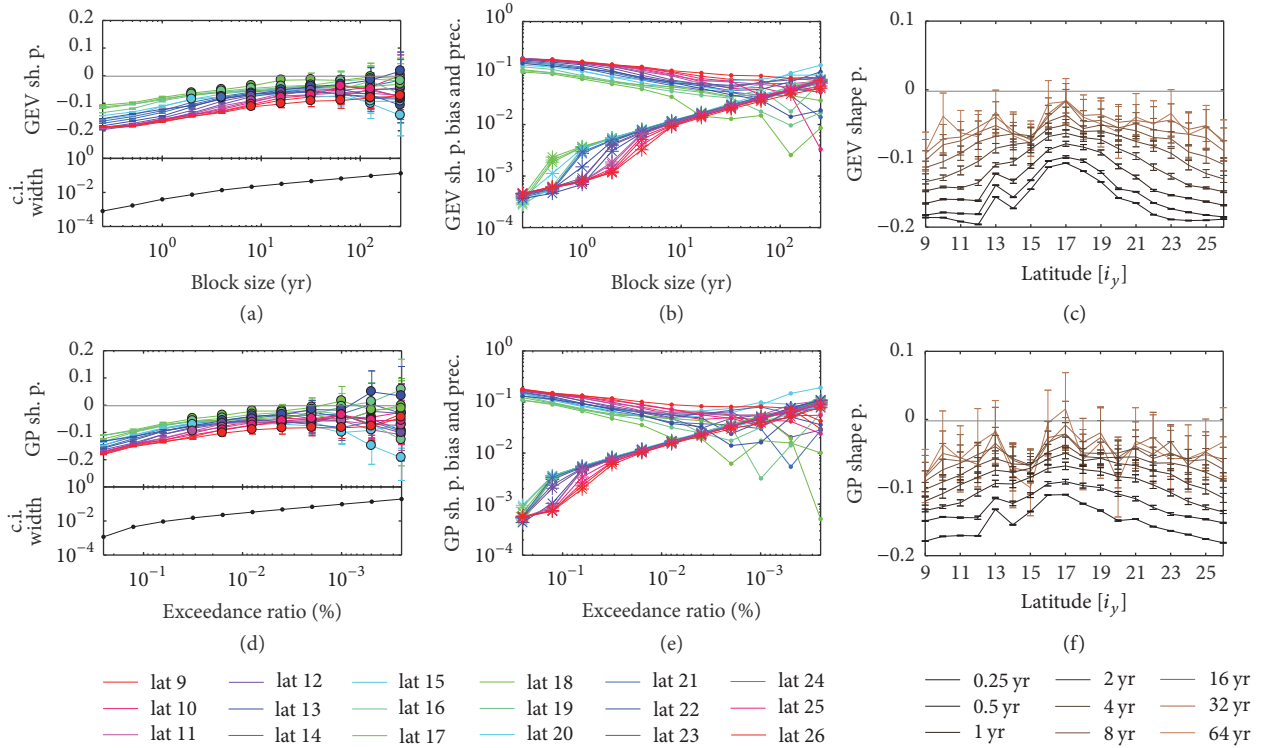 0.2
0.1
0
−0.1
−0.2
GEV sh. p.
10^0
10^−2
10^−4
c.i. width
10^0 10^1 10^2
Block size (yr)
(a)
10^0
10^−1
10^−2
10^−3
10^−4
GEV sh. p. bias and prec.
10^0 10^1 10^2
Block size (yr)
(b)
0.1
0
−0.1
−0.2
GEV shape p.
9 11 13 15 17 19 21 23 25
Latitude [i_y]
(c)
0.2
0.1
0
−0.1
−0.2
GP sh. p.
10^0
10^−2
10^−4
c.i. width
10^−1 10^−2 10^−3
Exceedance ratio (%)
(d)
10^0
10^−1
10^−2
10^−3
10^−4
GP sh. p. bias and prec.
10^−1 10^−2 10^−3
Exceedance ratio (%)
(e)
0.1
0
−0.1
−0.2
GP shape p.
9 11 13 15 17 19 21 23 25
Latitude [i_y]
(f)
lat 9 lat 12 lat 15 lat 18 lat 21 lat 24
lat 10 lat 13 lat 16 lat 19 lat 22 lat 25
lat 11 lat 14 lat 17 lat 20 lat 23 lat 26
0.25 yr 2 yr 16 yr
0.5 yr 4 yr 32 yr
1 yr 8 yr 64 yr